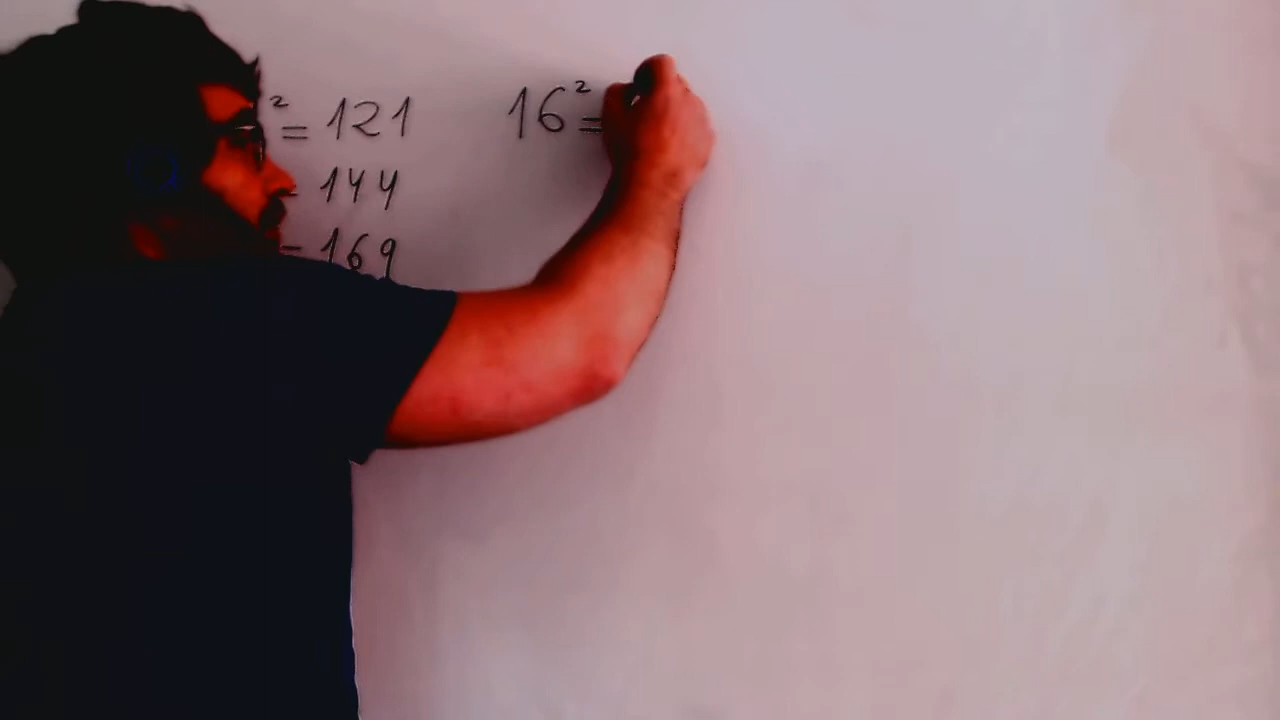 ² = 121
- 144
- 169
16² =